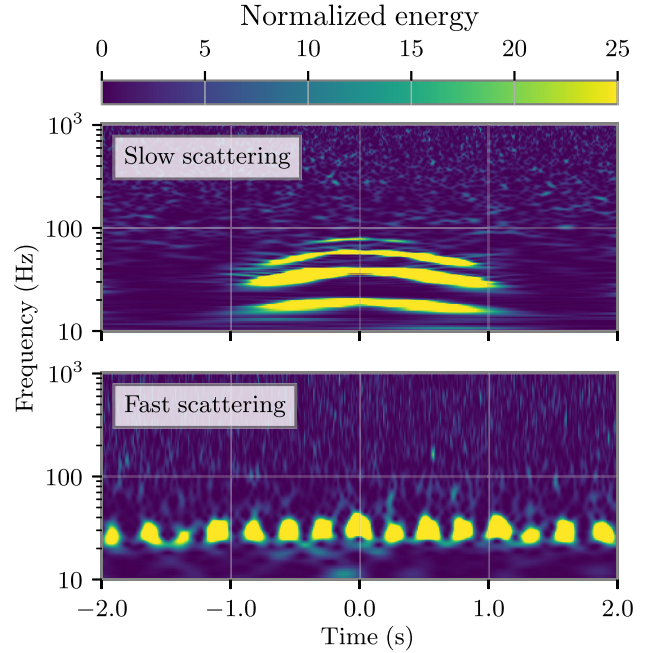 Normalized energy
0 5 10 15 20 25
10³
Slow scattering
100
10
Frequency (Hz)
10³
Fast scattering
100
10
−2.0 −1.0 0.0 1.0 2.0
Time (s)